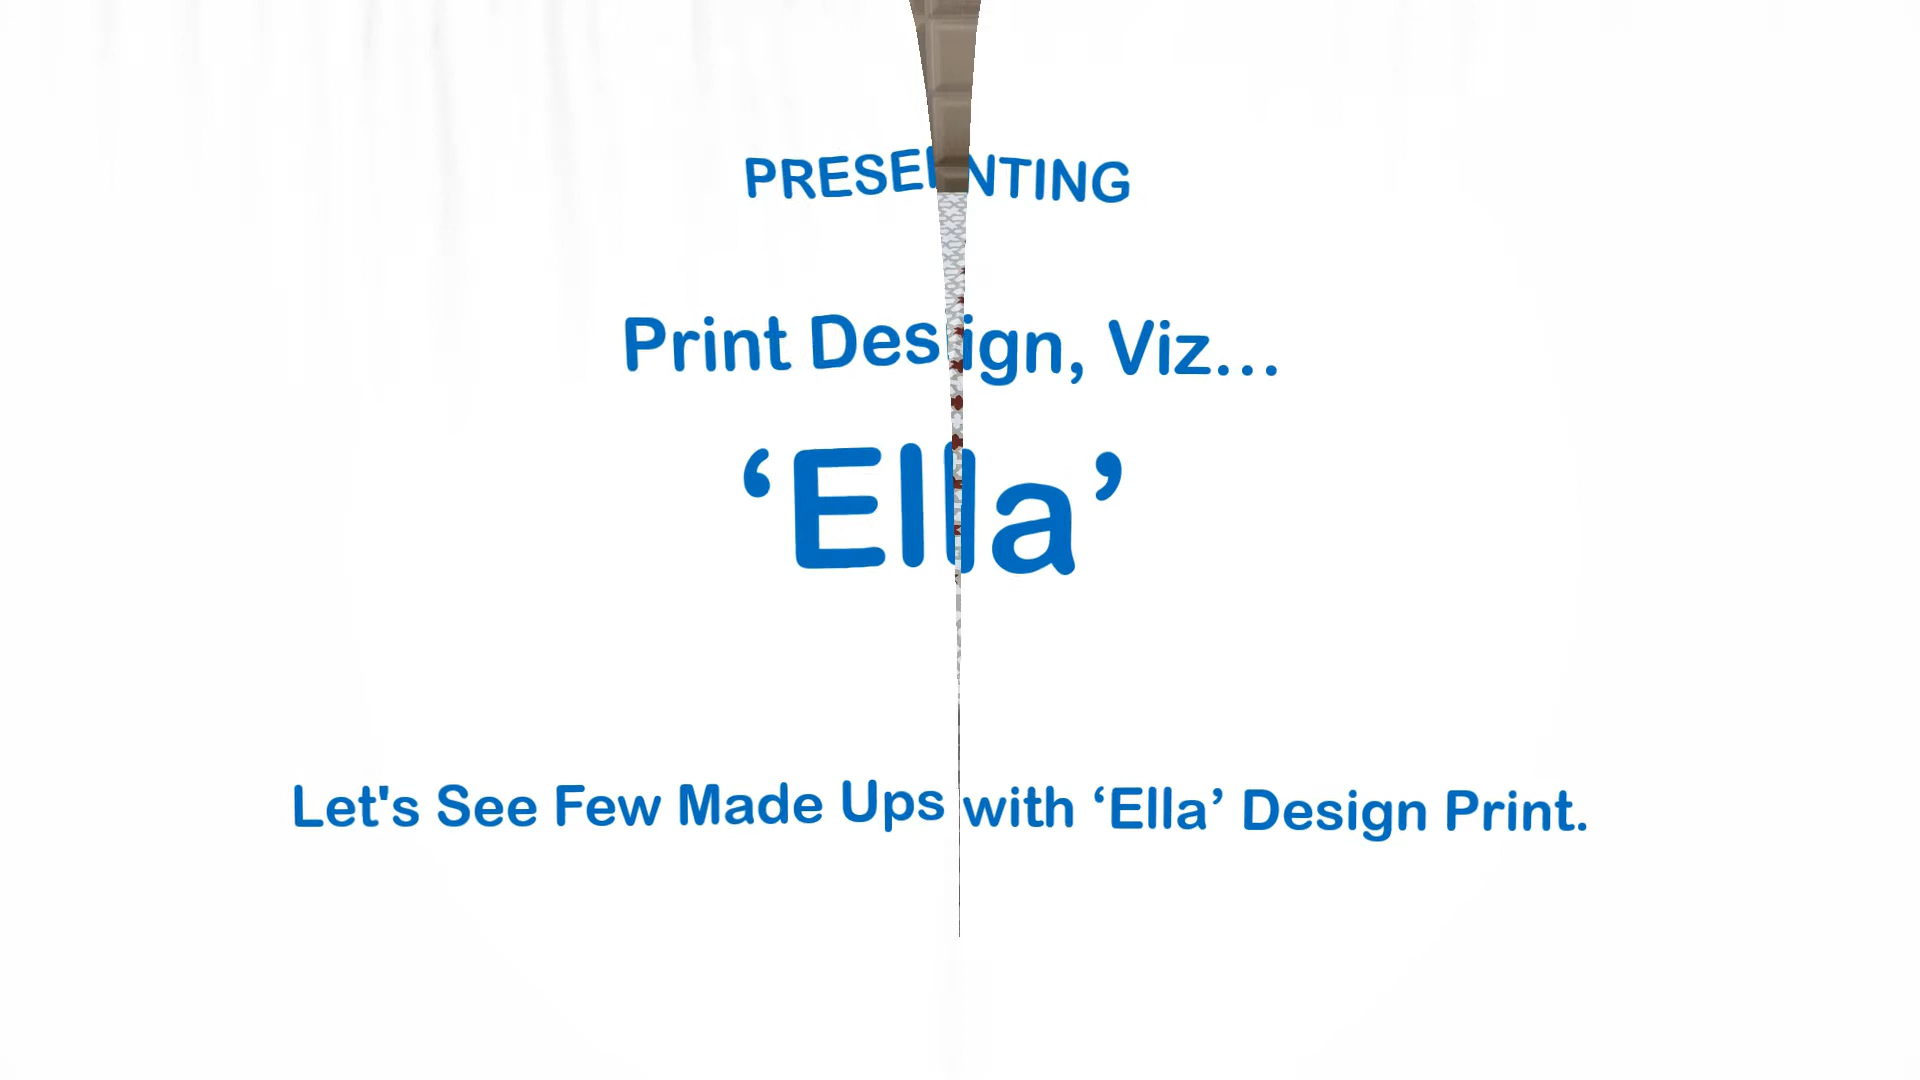 PRESENTING
Print Design, Viz...
‘Ella’
Let's See Few Made Ups with ‘Ella’ Design Print.